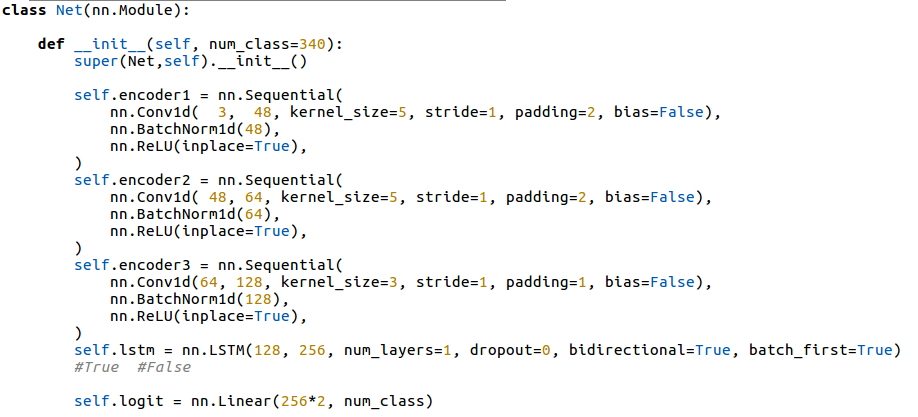 class Net(nn.Module):
    def __init__(self, num_class=340):
        super(Net,self).__init__()
        self.encoder1 = nn.Sequential(
            nn.Conv1d(  3,  48, kernel_size=5, stride=1, padding=2, bias=False),
            nn.BatchNorm1d(48),
            nn.ReLU(inplace=True),
        )
        self.encoder2 = nn.Sequential(
            nn.Conv1d( 48, 64, kernel_size=5, stride=1, padding=2, bias=False),
            nn.BatchNorm1d(64),
            nn.ReLU(inplace=True),
        )
        self.encoder3 = nn.Sequential(
            nn.Conv1d(64, 128, kernel_size=3, stride=1, padding=1, bias=False),
            nn.BatchNorm1d(128),
            nn.ReLU(inplace=True),
        )
        self.lstm = nn.LSTM(128, 256, num_layers=1, dropout=0, bidirectional=True, batch_first=True)
        #True  #False
        self.logit = nn.Linear(256*2, num_class)